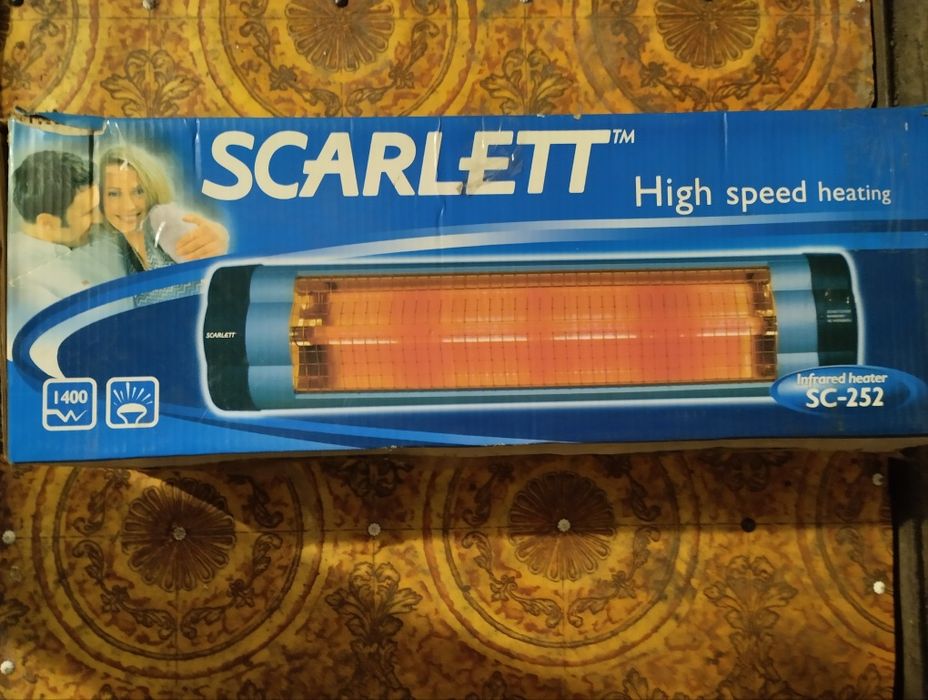 SCARLETT™
High speed heating
SCARLETT
1400
Infrared heater
SC-252